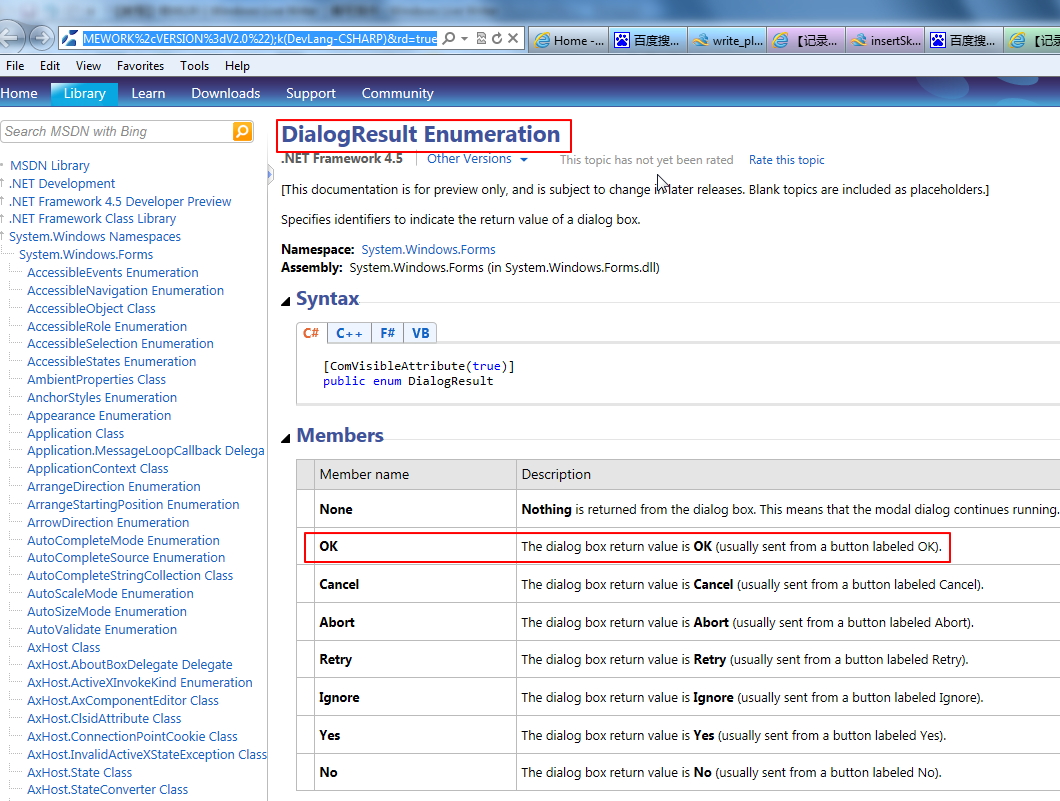 MEWORK%2cVERSION%3dV2.0%22);k(DevLang-CSHARP)&rd=true
Home -...
百度搜...
write_pl...
【记录...
insertSk...
百度搜...
【记录
File Edit View Favorites Tools Help
Home Library Learn Downloads Support Community
Search MSDN with Bing
MSDN Library
.NET Development
.NET Framework 4.5 Developer Preview
.NET Framework Class Library
System.Windows Namespaces
System.Windows.Forms
AccessibleEvents Enumeration
AccessibleNavigation Enumeration
AccessibleObject Class
AccessibleRole Enumeration
AccessibleSelection Enumeration
AccessibleStates Enumeration
AmbientProperties Class
AnchorStyles Enumeration
Appearance Enumeration
Application Class
Application.MessageLoopCallback Delega
ApplicationContext Class
ArrangeDirection Enumeration
ArrangeStartingPosition Enumeration
ArrowDirection Enumeration
AutoCompleteMode Enumeration
AutoCompleteSource Enumeration
AutoCompleteStringCollection Class
AutoScaleMode Enumeration
AutoSizeMode Enumeration
AutoValidate Enumeration
AxHost Class
AxHost.AboutBoxDelegate Delegate
AxHost.ActiveXInvokeKind Enumeration
AxHost.AxComponentEditor Class
AxHost.ClsidAttribute Class
AxHost.ConnectionPointCookie Class
AxHost.InvalidActiveXStateException Class
AxHost.State Class
AxHost.StateConverter Class
DialogResult Enumeration
.NET Framework 4.5 Other Versions This topic has not yet been rated Rate this topic
[This documentation is for preview only, and is subject to change in later releases. Blank topics are included as placeholders.]
Specifies identifiers to indicate the return value of a dialog box.
Namespace: System.Windows.Forms
Assembly: System.Windows.Forms (in System.Windows.Forms.dll)
Syntax
C# C++ F# VB
[ComVisibleAttribute(true)]
public enum DialogResult
Members
Member name Description
None Nothing is returned from the dialog box. This means that the modal dialog continues running.
OK The dialog box return value is OK (usually sent from a button labeled OK).
Cancel The dialog box return value is Cancel (usually sent from a button labeled Cancel).
Abort The dialog box return value is Abort (usually sent from a button labeled Abort).
Retry The dialog box return value is Retry (usually sent from a button labeled Retry).
Ignore The dialog box return value is Ignore (usually sent from a button labeled Ignore).
Yes The dialog box return value is Yes (usually sent from a button labeled Yes).
No The dialog box return value is No (usually sent from a button labeled No).